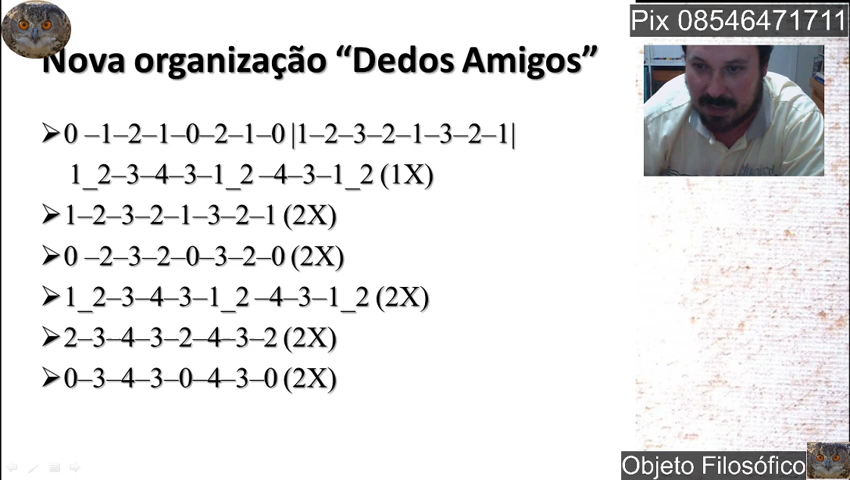 Pix 08546471711
Nova organização “Dedos Amigos”
➢0 –1–2–1–0–2–1–0 |1–2–3–2–1–3–2–1|
1_2–3–4–3–1_2 –4–3–1_2 (1X)
➢1–2–3–2–1–3–2–1 (2X)
➢0 –2–3–2–0–3–2–0 (2X)
➢1_2–3–4–3–1_2 –4–3–1_2 (2X)
➢2–3–4–3–2–4–3–2 (2X)
➢0–3–4–3–0–4–3–0 (2X)
Objeto Filosófico